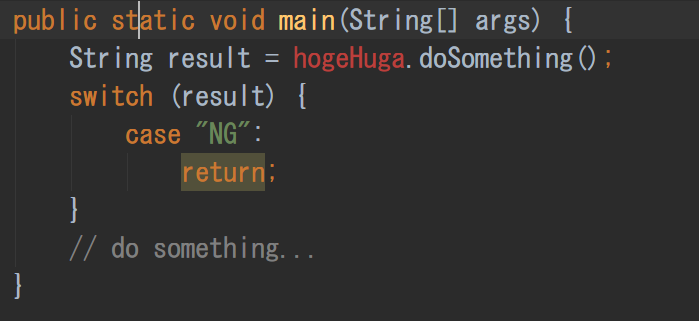 public static void main(String[] args) {
    String result = hogeHuga.doSomething();
    switch (result) {
        case "NG":
            return;
    }
    // do something...
}